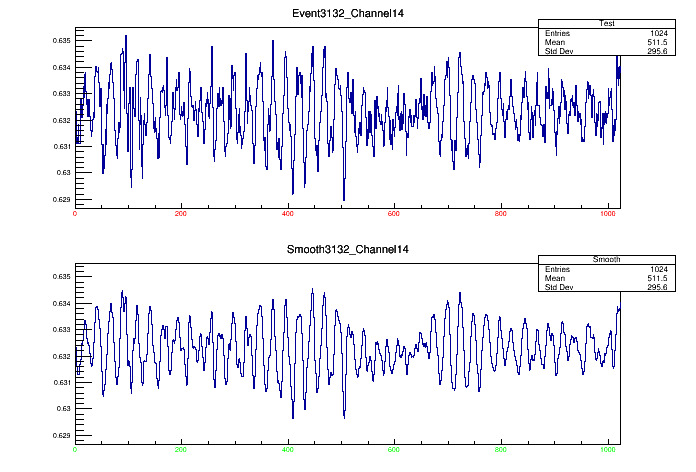 Event3132_Channel14
Test
Entries 1024
Mean 511.5
Std Dev 295.6
0.635
0.634
0.633
0.632
0.631
0.63
0.629
0 200 400 600 800 1000
Smooth3132_Channel14
Smooth
Entries 1024
Mean 511.5
Std Dev 295.6
0.635
0.634
0.633
0.632
0.631
0.63
0.629
0 200 400 600 800 1000